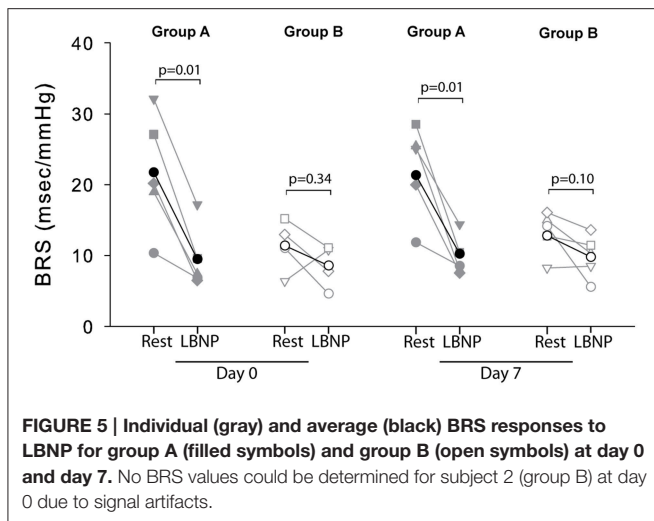 Group A Group B Group A Group B
p=0.01 p=0.01
p=0.34 p=0.10
BRS (msec/mmHg)
40
30
20
10
0
Rest LBNP Rest LBNP Rest LBNP Rest LBNP
Day 0 Day 7
FIGURE 5 | Individual (gray) and average (black) BRS responses to
LBNP for group A (filled symbols) and group B (open symbols) at day 0
and day 7. No BRS values could be determined for subject 2 (group B) at day
0 due to signal artifacts.